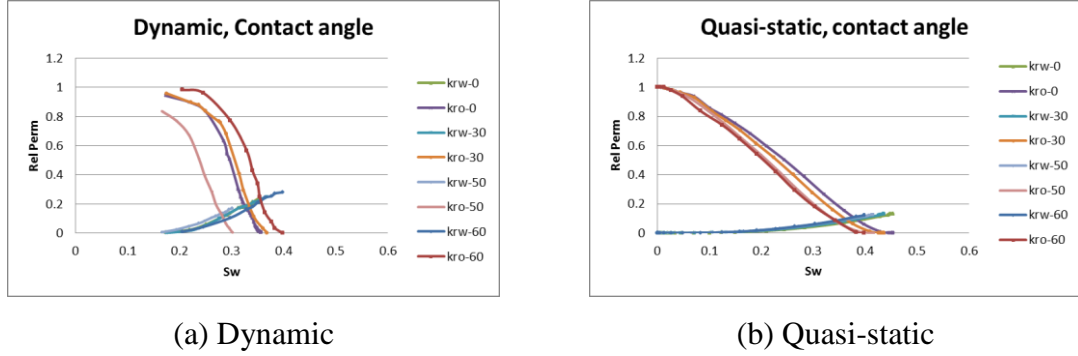 Dynamic, Contact angle
1.2
1
0.8
0.6
0.4
0.2
0
Rel Perm
0 0.1 0.2 0.3 0.4 0.5 0.6
Sw
krw-0
kro-0
krw-30
kro-30
krw-50
kro-50
krw-60
kro-60
(a) Dynamic
Quasi-static, contact angle
1.2
1
0.8
0.6
0.4
0.2
0
Rel Perm
0 0.1 0.2 0.3 0.4 0.5 0.6
Sw
krw-0
kro-0
krw-30
kro-30
krw-50
kro-50
krw-60
kro-60
(b) Quasi-static